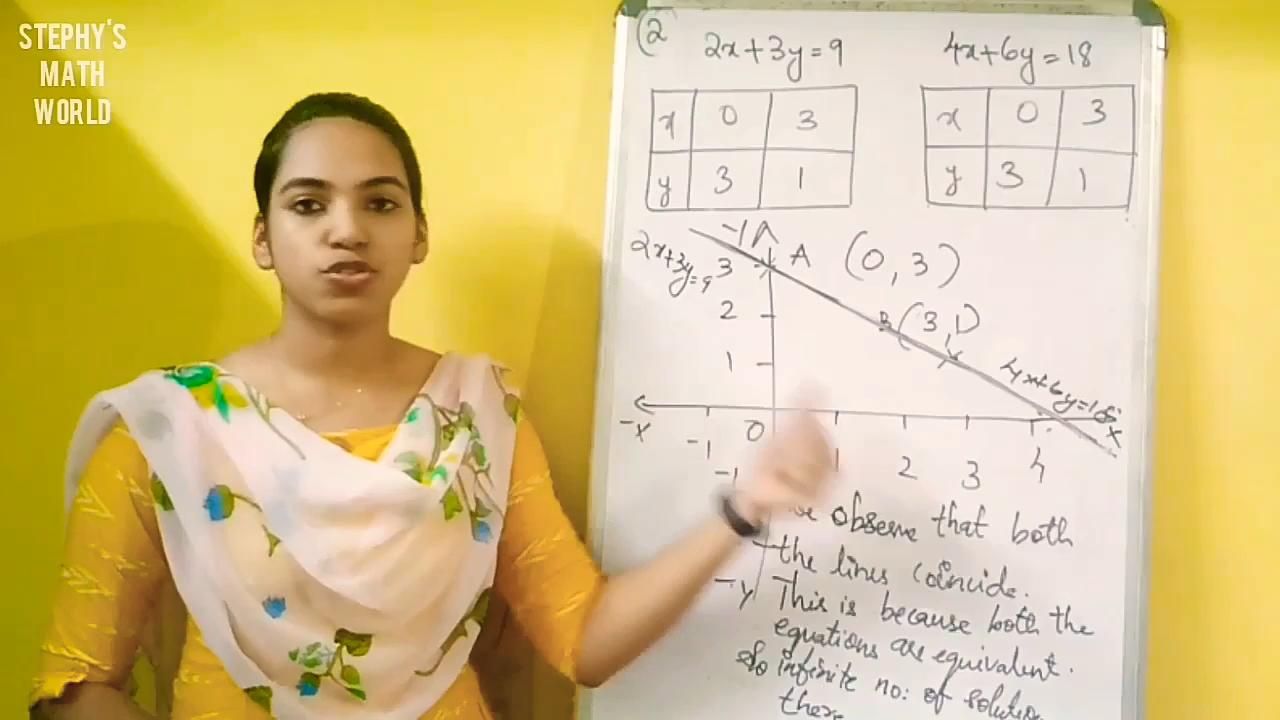 STEPHY'S
MATH
WORLD
(2
2x+3y=9
4x+6y=18
x 0 3
y 3 1
x 0 3
y 3 1
2x+3y=9
3 A (0,3)
2
B(3,1)
1
4x+6y=18
-x -1 0 1 2 3 4 x
-1
-y
observe that both
the lines coincide.
This is because both the
equations are equivalent.
So infinite no: of solution
there